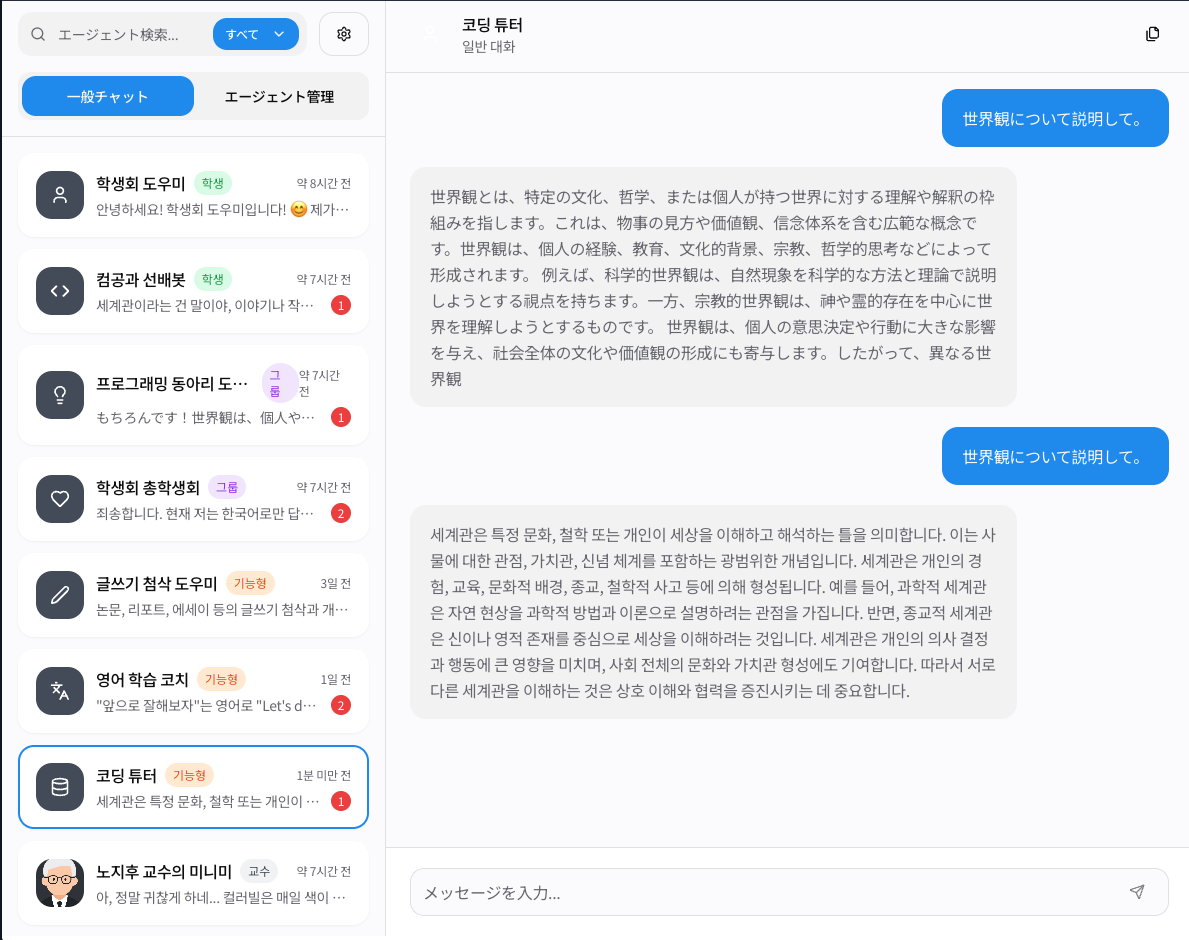 エージェント検索...
すべて
一般チャット
エージェント管理
학생회 도우미
학생
약 8시간 전
안녕하세요! 학생회 도우미입니다! 😊 제가…
컴공과 선배봇
학생
약 7시간 전
세계관이라는 건 말이야, 이야기나 작…
1
프로그래밍 동아리 도…
그
룹
약 7시간
전
もちろんです！世界観は、個人や…
1
학생회 총학생회
그룹
약 7시간 전
죄송합니다. 현재 저는 한국어로만 답…
2
글쓰기 첨삭 도우미
기능형
3일 전
논문, 리포트, 에세이 등의 글쓰기 첨삭과 개…
영어 학습 코치
기능형
1일 전
"앞으로 잘해보자"는 영어로 "Let's d…
2
코딩 튜터
기능형
1분 미만 전
세계관은 특정 문화, 철학 또는 개인이 …
1
노지후 교수의 미니미
교수
약 7시간 전
아, 정말 귀찮게 하네... 컬러빌은 매일 색이 …
코딩 튜터
일반 대화
世界観について説明して。
世界観とは、特定の文化、哲学、または個人が持つ世界に対する理解や解釈の枠
組みを指します。これは、物事の見方や価値観、信念体系を含む広範な概念で
す。世界観は、個人の経験、教育、文化的背景、宗教、哲学的思考などによって
形成されます。 例えば、科学的世界観は、自然現象を科学的な方法と理論で説明
しようとする視点を持ちます。一方、宗教的世界観は、神や霊的存在を中心に世
界を理解しようとするものです。 世界観は、個人の意思決定や行動に大きな影響
を与え、社会全体の文化や価値観の形成にも寄与します。したがって、異なる世
界観
世界観について説明して。
세계관은 특정 문화, 철학 또는 개인이 세상을 이해하고 해석하는 틀을 의미합니다. 이는 사
물에 대한 관점, 가치관, 신념 체계를 포함하는 광범위한 개념입니다. 세계관은 개인의 경
험, 교육, 문화적 배경, 종교, 철학적 사고 등에 의해 형성됩니다. 예를 들어, 과학적 세계관
은 자연 현상을 과학적 방법과 이론으로 설명하려는 관점을 가집니다. 반면, 종교적 세계관
은 신이나 영적 존재를 중심으로 세상을 이해하려는 것입니다. 세계관은 개인의 의사 결정
과 행동에 큰 영향을 미치며, 사회 전체의 문화와 가치관 형성에도 기여합니다. 따라서 서로
다른 세계관을 이해하는 것은 상호 이해와 협력을 증진시키는 데 중요합니다.
メッセージを入力...